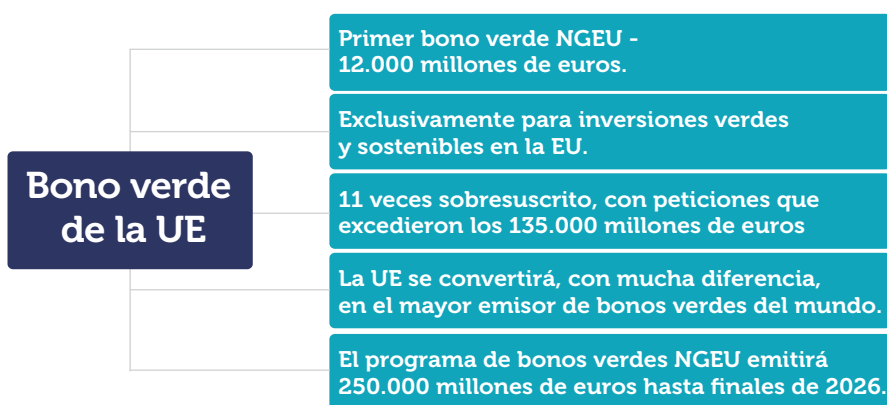 Bono verde
de la UE
Primer bono verde NGEU -
12.000 millones de euros.
Exclusivamente para inversiones verdes
y sostenibles en la EU.
11 veces sobresuscrito, con peticiones que
excedieron los 135.000 millones de euros
La UE se convertirá, con mucha diferencia,
en el mayor emisor de bonos verdes del mundo.
El programa de bonos verdes NGEU emitirá
250.000 millones de euros hasta finales de 2026.